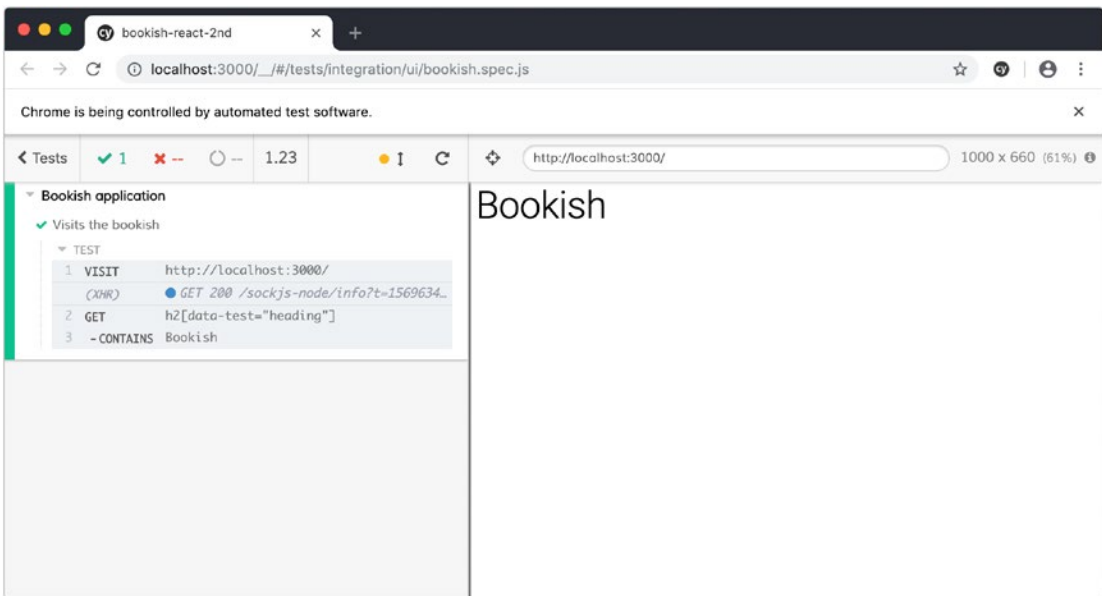 bookish-react-2nd
localhost:3000/__/#/tests/integration/ui/bookish.spec.js
Chrome is being controlled by automated test software.
Tests 1 -- -- 1.23 http://localhost:3000/ 1000 x 660 (61%)
Bookish application
Visits the bookish
TEST
1 VISIT http://localhost:3000/
(XHR) GET 200 /sockjs-node/info?t=1569634…
2 GET h2[data-test="heading"]
3 - CONTAINS Bookish
Bookish